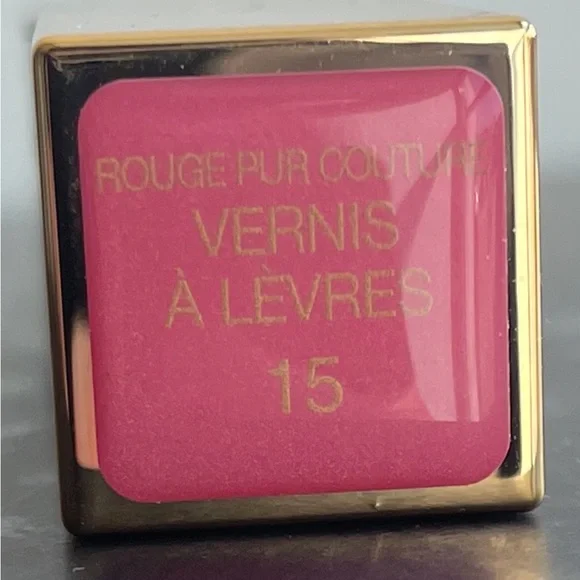 ROUGE PUR COUTURE
VERNIS
À LÈVRES
15